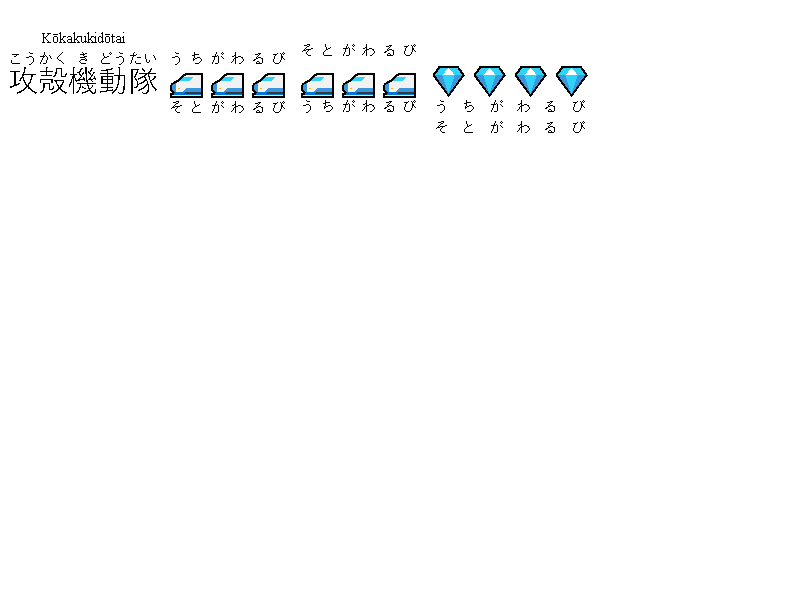 Kōkakukidōtai
こうかく き どうたい
攻殻機動隊
うちがわるび
🚅🚅🚅
そとがわるび
そとがわるび
🚅🚅🚅
うちがわるび
💎💎💎💎
うちがわるび
そとがわるび